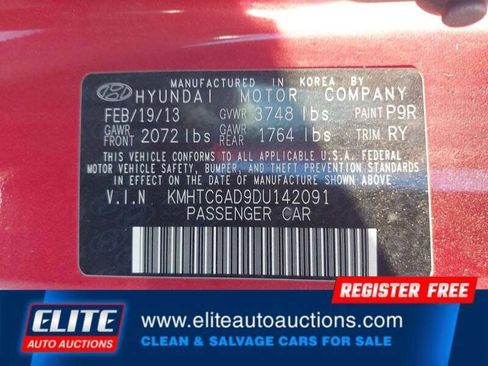 MANUFACTURED IN KOREA BY
HYUNDAI MOTOR COMPANY
FEB/19/13 GVWR 3748 lbs PAINT P9R
GAWR FRONT 2072 lbs GAWR REAR 1764 lbs TRIM RY
THIS VEHICLE CONFORMS TO ALL APPLICABLE U.S.A. FEDERAL
MOTOR VEHICLE SAFETY, BUMPER, AND THEFT PREVENTION STANDARDS
IN EFFECT ON THE DATE OF MANUFACTURE SHOWN ABOVE.
V.I.N KMHTC6AD9DU142091
PASSENGER CAR
REGISTER FREE
ELITE
AUTO AUCTIONS
www.eliteautoauctions.com
CLEAN & SALVAGE CARS FOR SALE